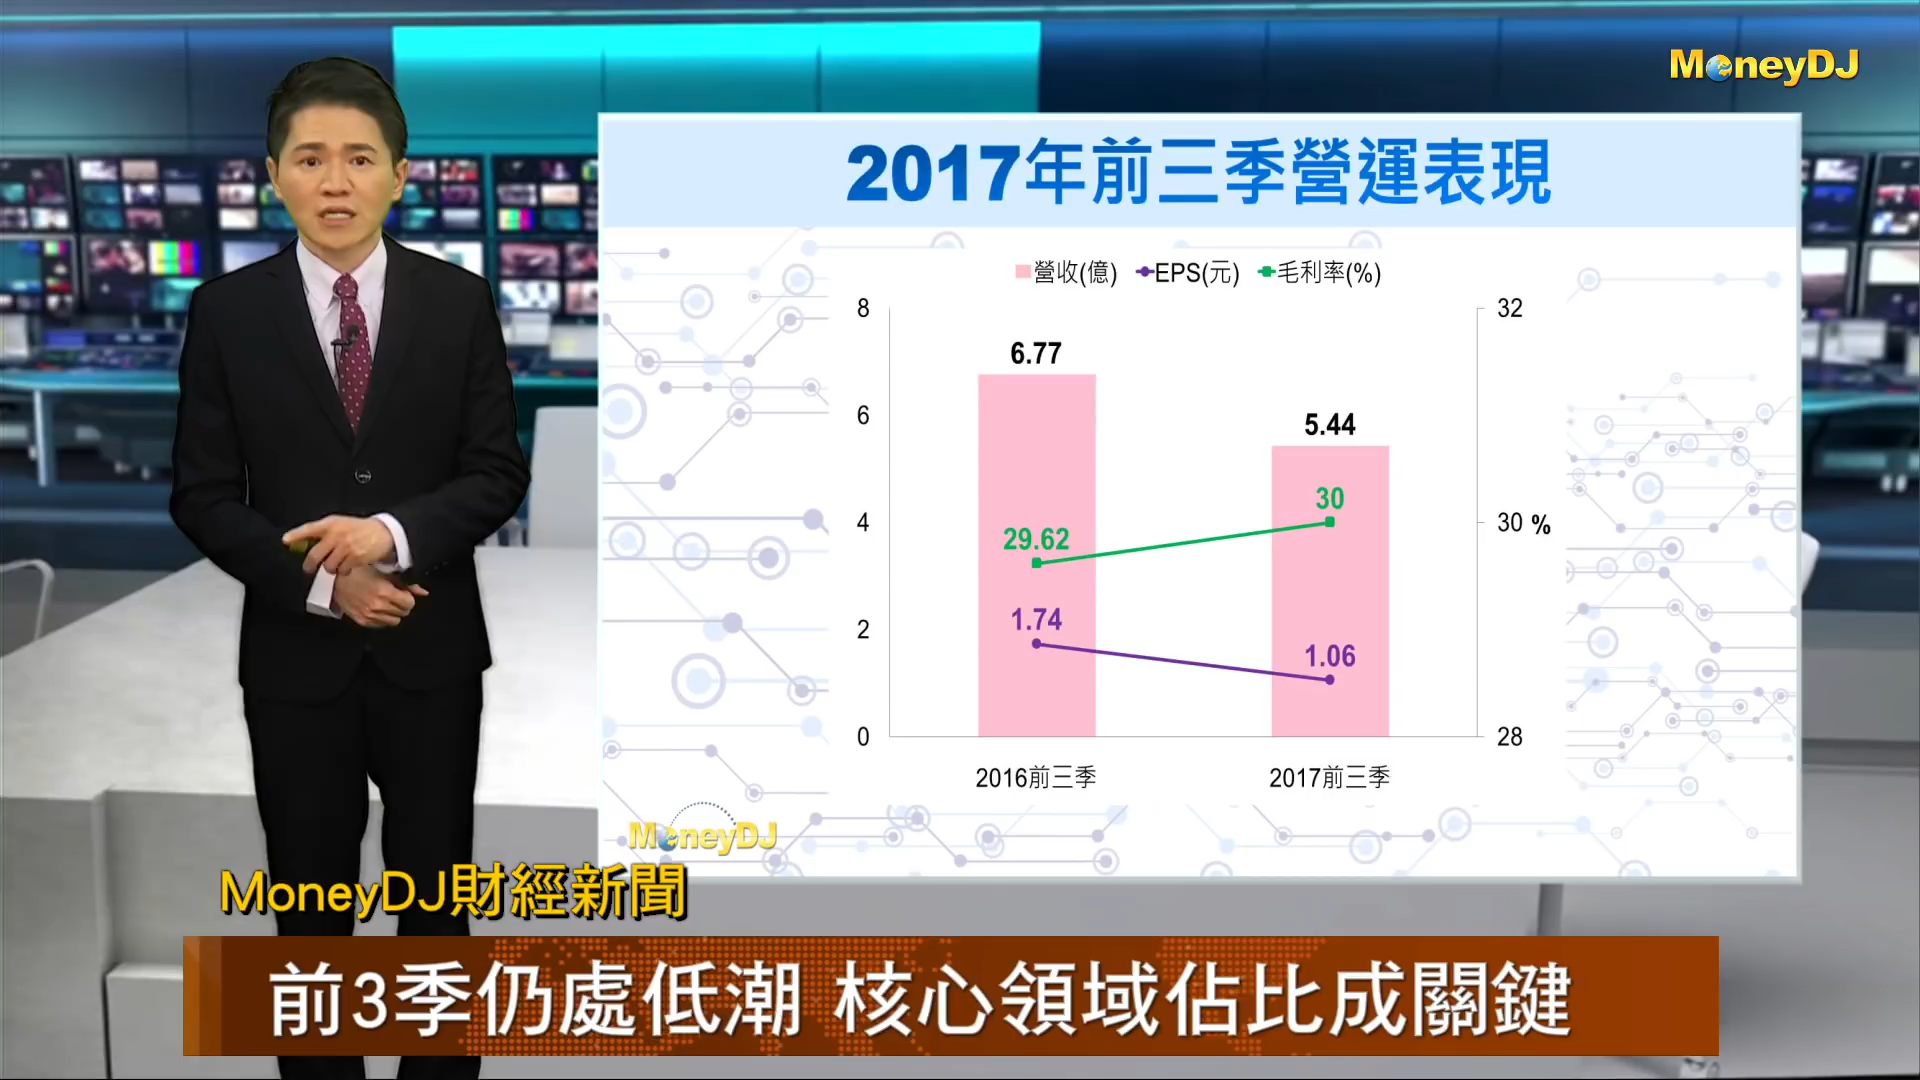 MoneyDJ
2017年前三季營運表現
營收(億) EPS(元) 毛利率(%)
8 32
6.77
6
5.44
30
4 30 %
29.62
1.74
2
1.06
0 28
2016前三季 2017前三季
MoneyDJ
MoneyDJ財經新聞
前3季仍處低潮 核心領域佔比成關鍵